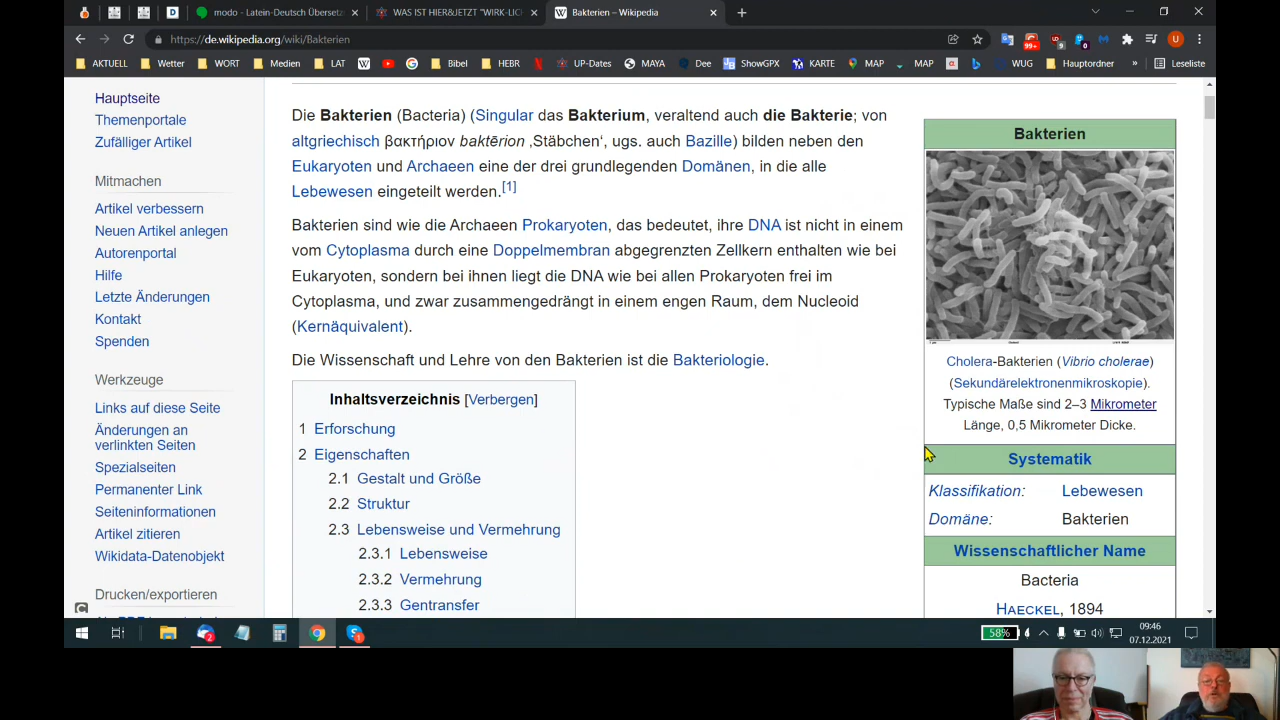 modo - Latein-Deutsch Übersetz
WAS IST HIER&JETZT "WIRK-LICH
Bakterien – Wikipedia
https://de.wikipedia.org/wiki/Bakterien
99+
9
0
U
AKTUELL
Wetter
WORT
Medien
LAT
Bibel
HEBR
UP-Dates
MAYA
Dee
ShowGPX
KARTE
MAP
MAP
WUG
Hauptordner
»
Leseliste
Hauptseite
Themenportale
Zufälliger Artikel
Mitmachen
Artikel verbessern
Neuen Artikel anlegen
Autorenportal
Hilfe
Letzte Änderungen
Kontakt
Spenden
Werkzeuge
Links auf diese Seite
Änderungen an
verlinkten Seiten
Spezialseiten
Permanenter Link
Seiteninformationen
Artikel zitieren
Wikidata-Datenobjekt
Drucken/exportieren
Die Bakterien (Bacteria) (Singular das Bakterium, veraltend auch die Bakterie; von
altgriechisch βακτήριον baktērion ‚Stäbchen‘, ugs. auch Bazille) bilden neben den
Eukaryoten und Archaeen eine der drei grundlegenden Domänen, in die alle
Lebewesen eingeteilt werden.[1]
Bakterien sind wie die Archaeen Prokaryoten, das bedeutet, ihre DNA ist nicht in einem
vom Cytoplasma durch eine Doppelmembran abgegrenzten Zellkern enthalten wie bei
Eukaryoten, sondern bei ihnen liegt die DNA wie bei allen Prokaryoten frei im
Cytoplasma, und zwar zusammengedrängt in einem engen Raum, dem Nucleoid
(Kernäquivalent).
Die Wissenschaft und Lehre von den Bakterien ist die Bakteriologie.
Inhaltsverzeichnis [Verbergen]
1 Erforschung
2 Eigenschaften
2.1 Gestalt und Größe
2.2 Struktur
2.3 Lebensweise und Vermehrung
2.3.1 Lebensweise
2.3.2 Vermehrung
2.3.3 Gentransfer
Bakterien
Cholera-Bakterien (Vibrio cholerae)
(Sekundärelektronenmikroskopie).
Typische Maße sind 2–3 Mikrometer
Länge, 0,5 Mikrometer Dicke.
Systematik
Klassifikation: Lebewesen
Domäne: Bakterien
Wissenschaftlicher Name
Bacteria
HAECKEL, 1894
58%
09:46
07.12.2021